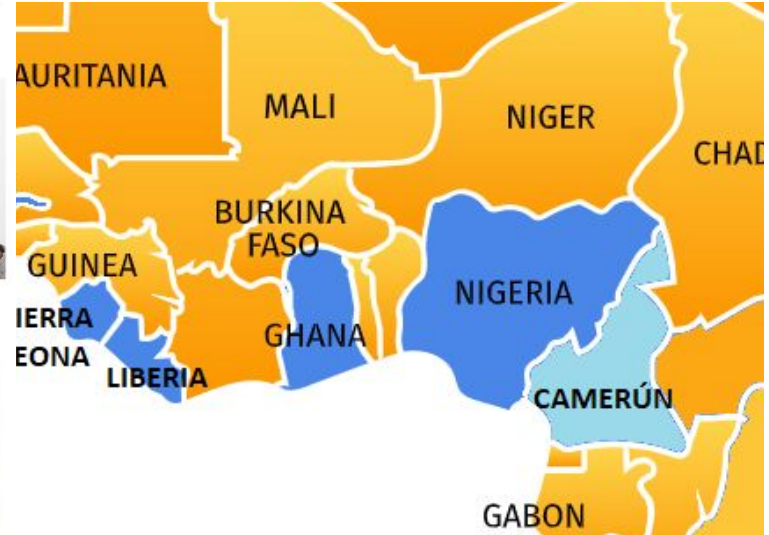 AURITANIA
MALI
NIGER
CHAD
BURKINA
FASO
GUINEA
NIGERIA
IERRA
EONA
GHANA
LIBERIA
CAMERÚN
GABON